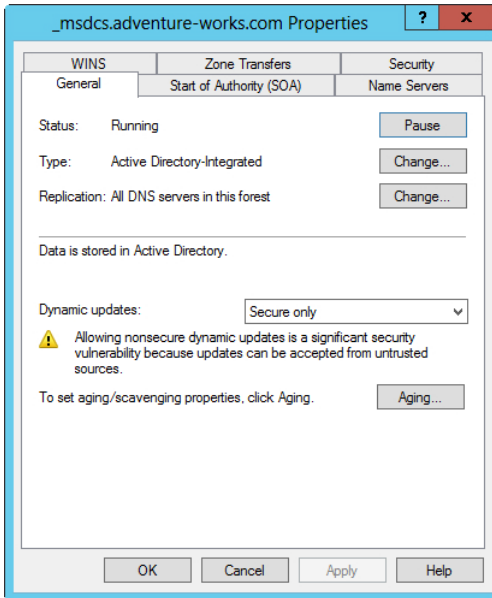 _msdcs.adventure-works.com Properties
?
x
WINS
Zone Transfers
Security
General
Start of Authority (SOA)
Name Servers
Status: Running
Pause
Type: Active Directory-Integrated
Change...
Replication: All DNS servers in this forest
Change...
Data is stored in Active Directory.
Dynamic updates:
Secure only
Allowing nonsecure dynamic updates is a significant security
vulnerability because updates can be accepted from untrusted
sources.
To set aging/scavenging properties, click Aging.
Aging...
OK
Cancel
Apply
Help